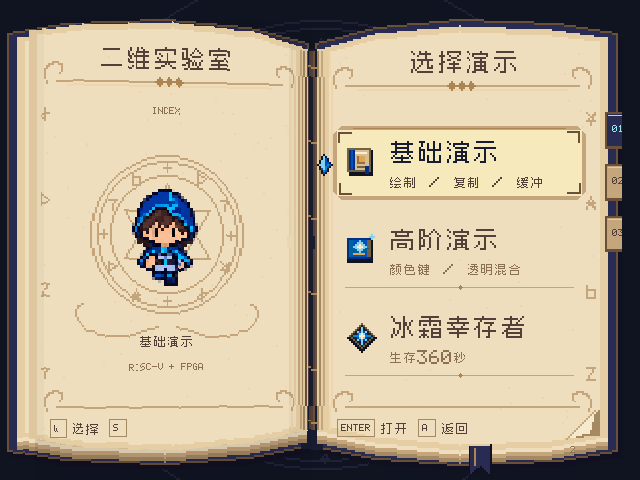 二维实验室
INDEX
基础演示
RISC-V + FPGA
选择 S
选择演示
基础演示
绘制 / 复制 / 缓冲
高阶演示
颜色键 / 透明混合
冰霜幸存者
生存360秒
ENTER 打开 A 返回
01
02
03